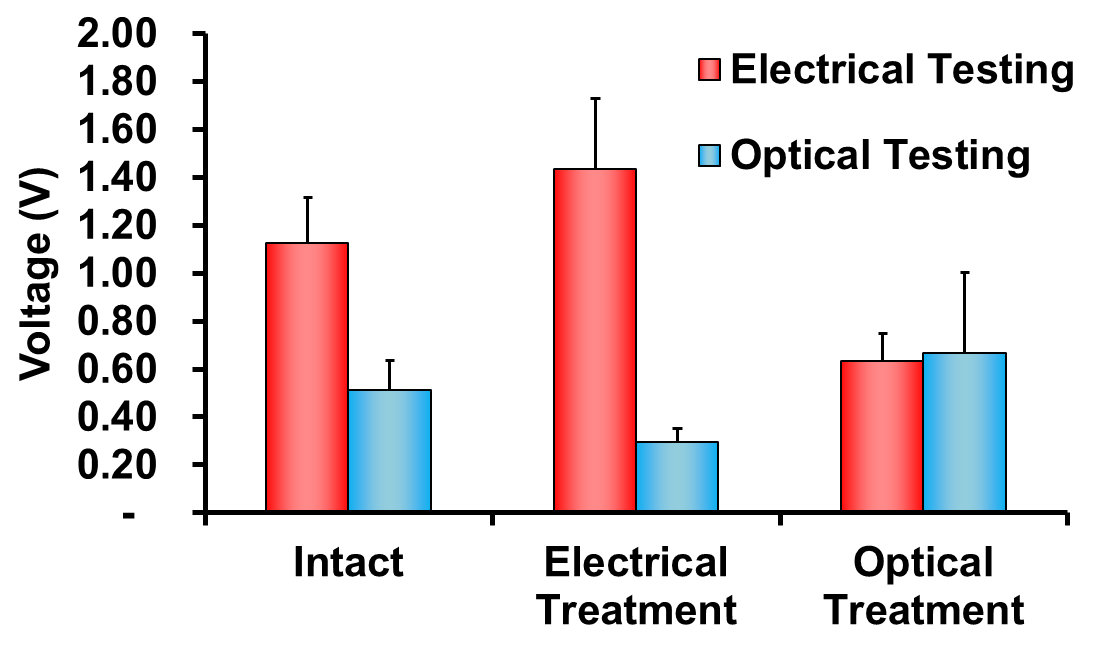 2.00
1.80
1.60
1.40
1.20
1.00
0.80
0.60
0.40
0.20
-
Voltage (V)
Electrical Testing
Optical Testing
Intact
Electrical
Treatment
Optical
Treatment